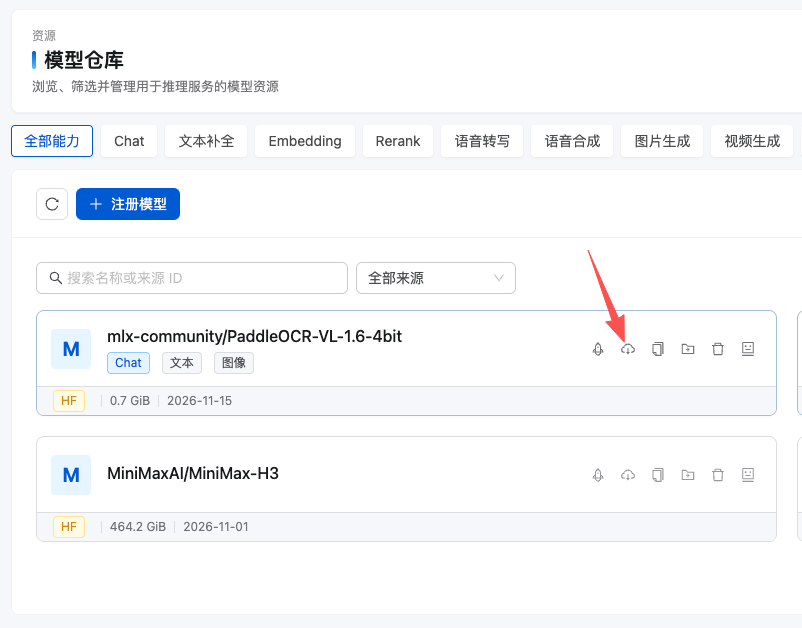 资源
模型仓库
浏览、筛选并管理用于推理服务的模型资源
全部能力 Chat 文本补全 Embedding Rerank 语音转写 语音合成 图片生成 视频生成
注册模型
搜索名称或来源 ID 全部来源
M mlx-community/PaddleOCR-VL-1.6-4bit
Chat 文本 图像
HF 0.7 GiB 2026-11-15
M MiniMaxAI/MiniMax-H3
HF 464.2 GiB 2026-11-01